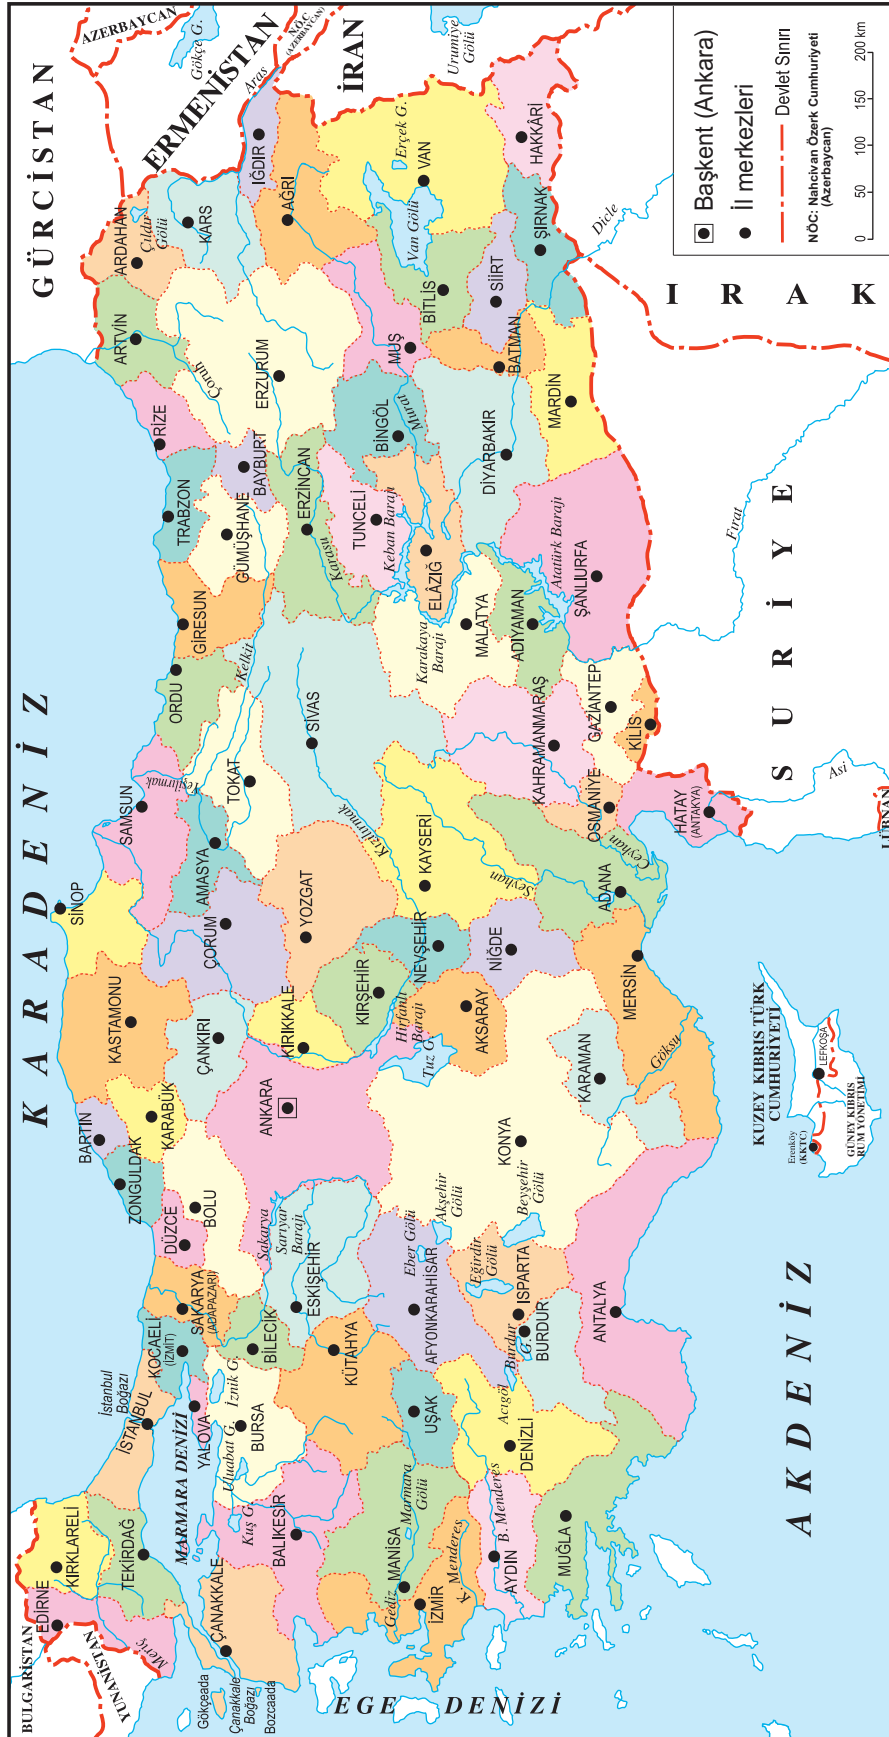 BULGARİSTAN
YUNANİSTAN
KARADENİZ
GÜRCİSTAN
AZERBAYCAN
ERMENİSTAN
N.Ö.C
(AZERBAYCAN)
İRAN
Gökçe G.
Urumiye
Gölü
Aras
EDİRNE
KIRKLARELİ
TEKİRDAĞ
Meriç
İSTANBUL
İstanbul
Boğazı
MARMARA DENİZİ
YALOVA
KOCAELİ
(İZMİT)
SAKARYA
(ADAPAZARI)
DÜZCE
BOLU
ZONGULDAK
BARTIN
KARABÜK
KASTAMONU
SİNOP
ÇANKIRI
ÇORUM
SAMSUN
AMASYA
Yeşilırmak
TOKAT
ORDU
Kelkit
GİRESUN
GÜMÜŞHANE
TRABZON
BAYBURT
RİZE
ARTVİN
Çoruh
ARDAHAN
Çıldır
Gölü
KARS
IĞDIR
AĞRI
ERZURUM
ERZİNCAN
Karasu
Gökçeada
Çanakkale
Boğazı
Bozcaada
ÇANAKKALE
Kuş G.
BALIKESİR
Uluabat G.
BURSA
İznik G.
BİLECİK
ESKİŞEHİR
Sakarya
Sarıyar
Barajı
KÜTAHYA
ANKARA
KIRIKKALE
KIRŞEHİR
YOZGAT
Kızılırmak
SİVAS
TUNCELİ
Keban Barajı
BİNGÖL
Murat
MUŞ
BİTLİS
Van Gölü
Erçek G.
VAN
EGE DENİZİ
Gediz
MANİSA
Marmara
Gölü
İZMİR
K. Menderes
UŞAK
AFYONKARAHİSAR
Eber Gölü
Akşehir
Gölü
Tuz G.
Hirfanlı
Barajı
AKSARAY
NEVŞEHİR
NİĞDE
KAYSERİ
Seyhan
Karakaya
Barajı
MALATYA
ELÂZIĞ
DİYARBAKIR
BATMAN
SİİRT
ŞIRNAK
HAKKÂRİ
AYDIN
B. Menderes
DENİZLİ
Acıgöl
Burdur
G.
BURDUR
ISPARTA
Eğirdir
Gölü
Beyşehir
Gölü
KONYA
KARAMAN
MUĞLA
ANTALYA
Göksu
MERSİN
ADANA
Ceyhan
OSMANİYE
KAHRAMANMARAŞ
ADIYAMAN
Atatürk Barajı
ŞANLIURFA
MARDİN
GAZİANTEP
KİLİS
HATAY
(ANTAKYA)
Asi
LÜBNAN
SURİYE
Fırat
Dicle
IRAK
AKDENİZ
KUZEY KIBRIS TÜRK
CUMHURİYETİ
Erenköy
(KKTC)
LEFKOŞA
GÜNEY KIBRIS
RUM YÖNETİMİ
Başkent (Ankara)
İl merkezleri
Devlet Sınırı
NÖC: Nahcivan Özerk Cumhuriyeti
(Azerbaycan)
0 50 100 150 200 km